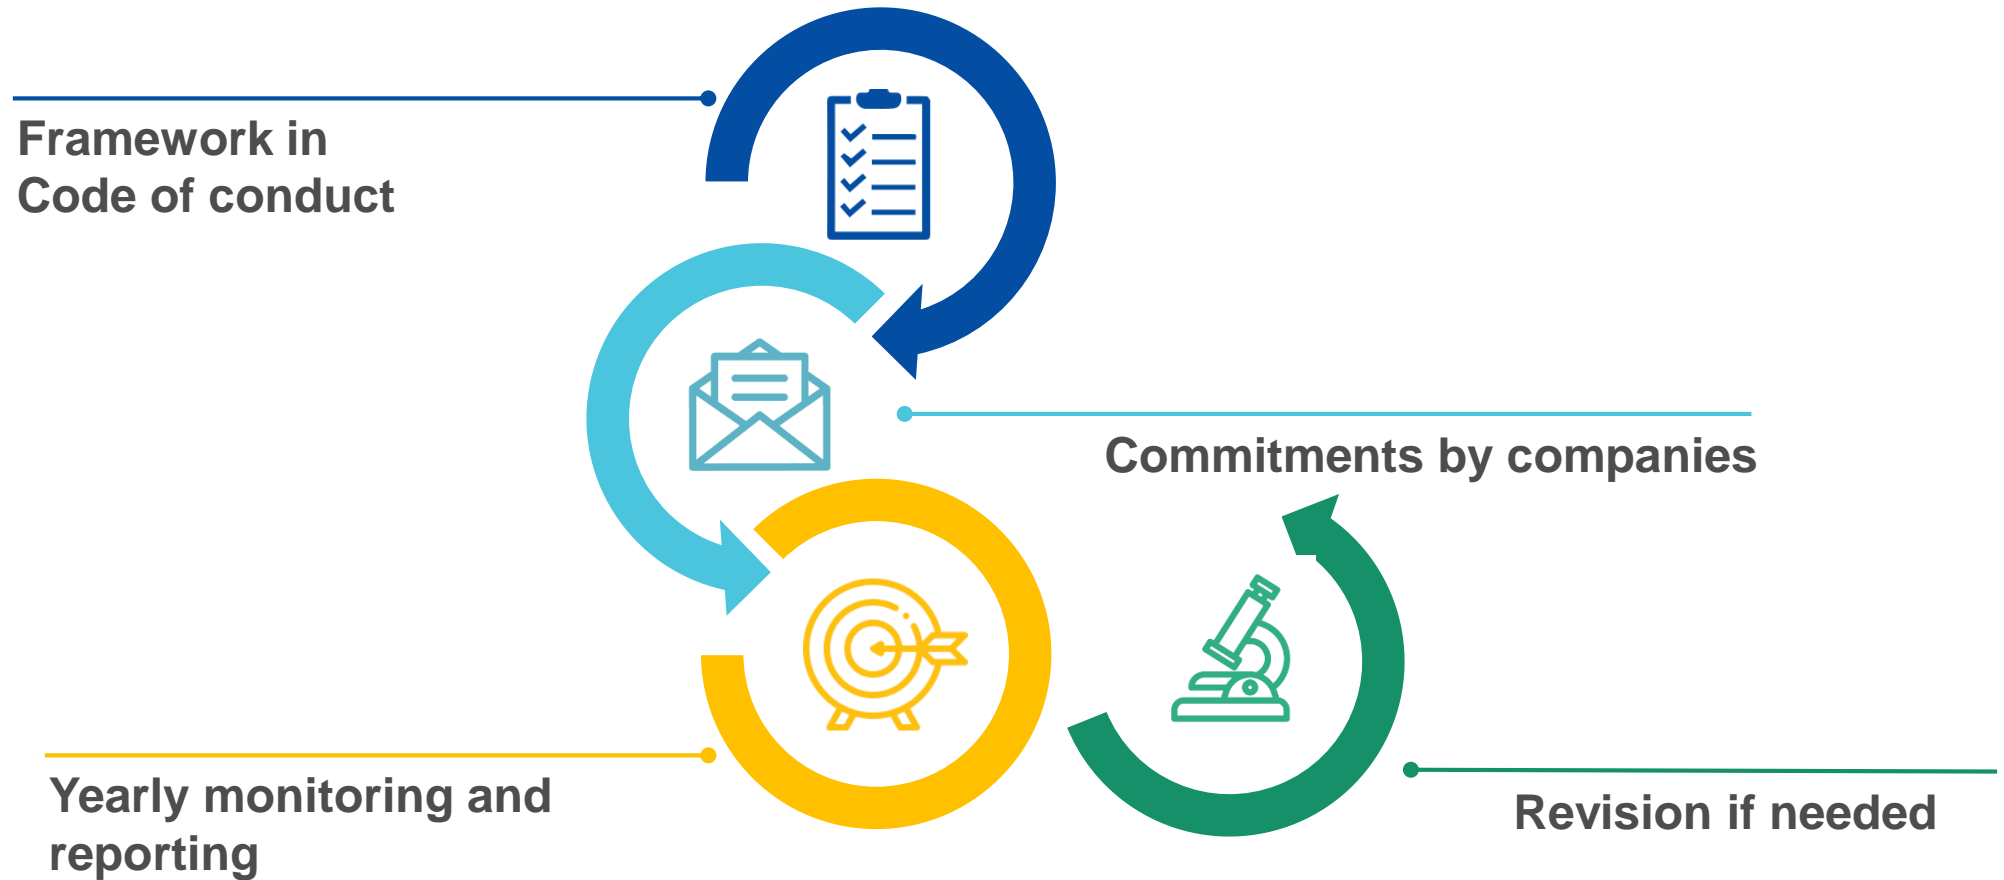 Framework in
Code of conduct
Commitments by companies
Yearly monitoring and
reporting
Revision if needed